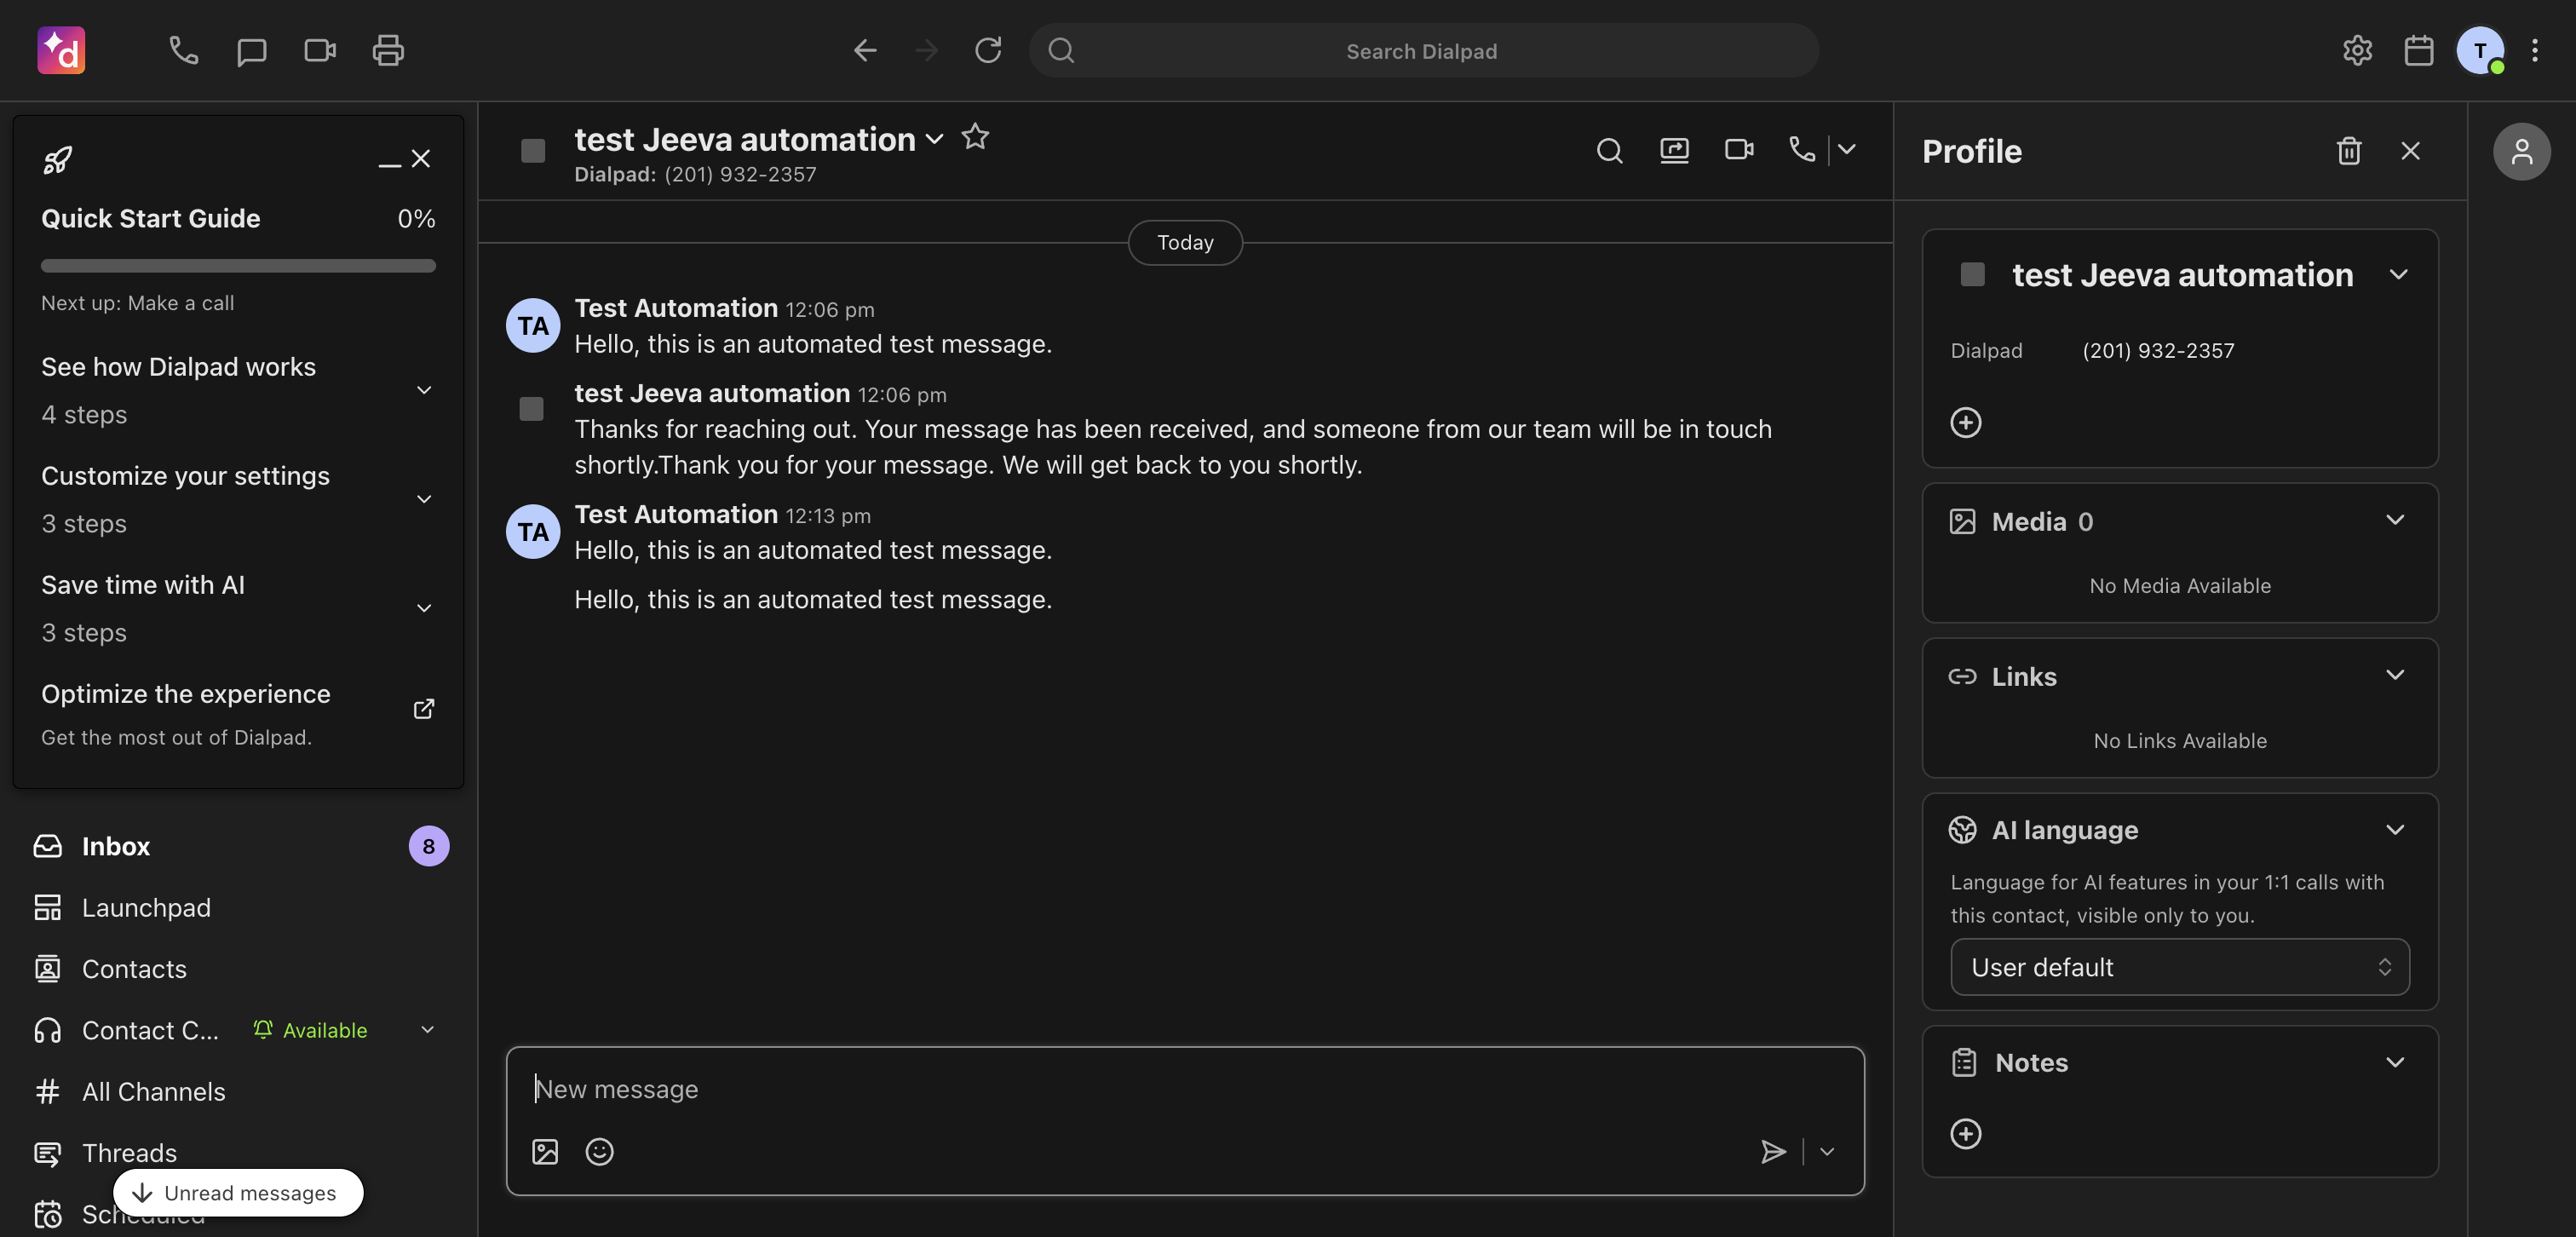 d
Search Dialpad
T
Quick Start Guide 0%
Next up: Make a call
See how Dialpad works
4 steps
Customize your settings
3 steps
Save time with AI
3 steps
Optimize the experience
Get the most out of Dialpad.
Inbox 8
Launchpad
Contacts
Contact C... Available
All Channels
Threads
Unread messages
Scheduled
test Jeeva automation
Dialpad: (201) 932-2357
Today
TA
Test Automation 12:06 pm
Hello, this is an automated test message.
test Jeeva automation 12:06 pm
Thanks for reaching out. Your message has been received, and someone from our team will be in touch
shortly.Thank you for your message. We will get back to you shortly.
TA
Test Automation 12:13 pm
Hello, this is an automated test message.
Hello, this is an automated test message.
New message
Profile
test Jeeva automation
Dialpad (201) 932-2357
Media 0
No Media Available
Links
No Links Available
AI language
Language for AI features in your 1:1 calls with
this contact, visible only to you.
User default
Notes